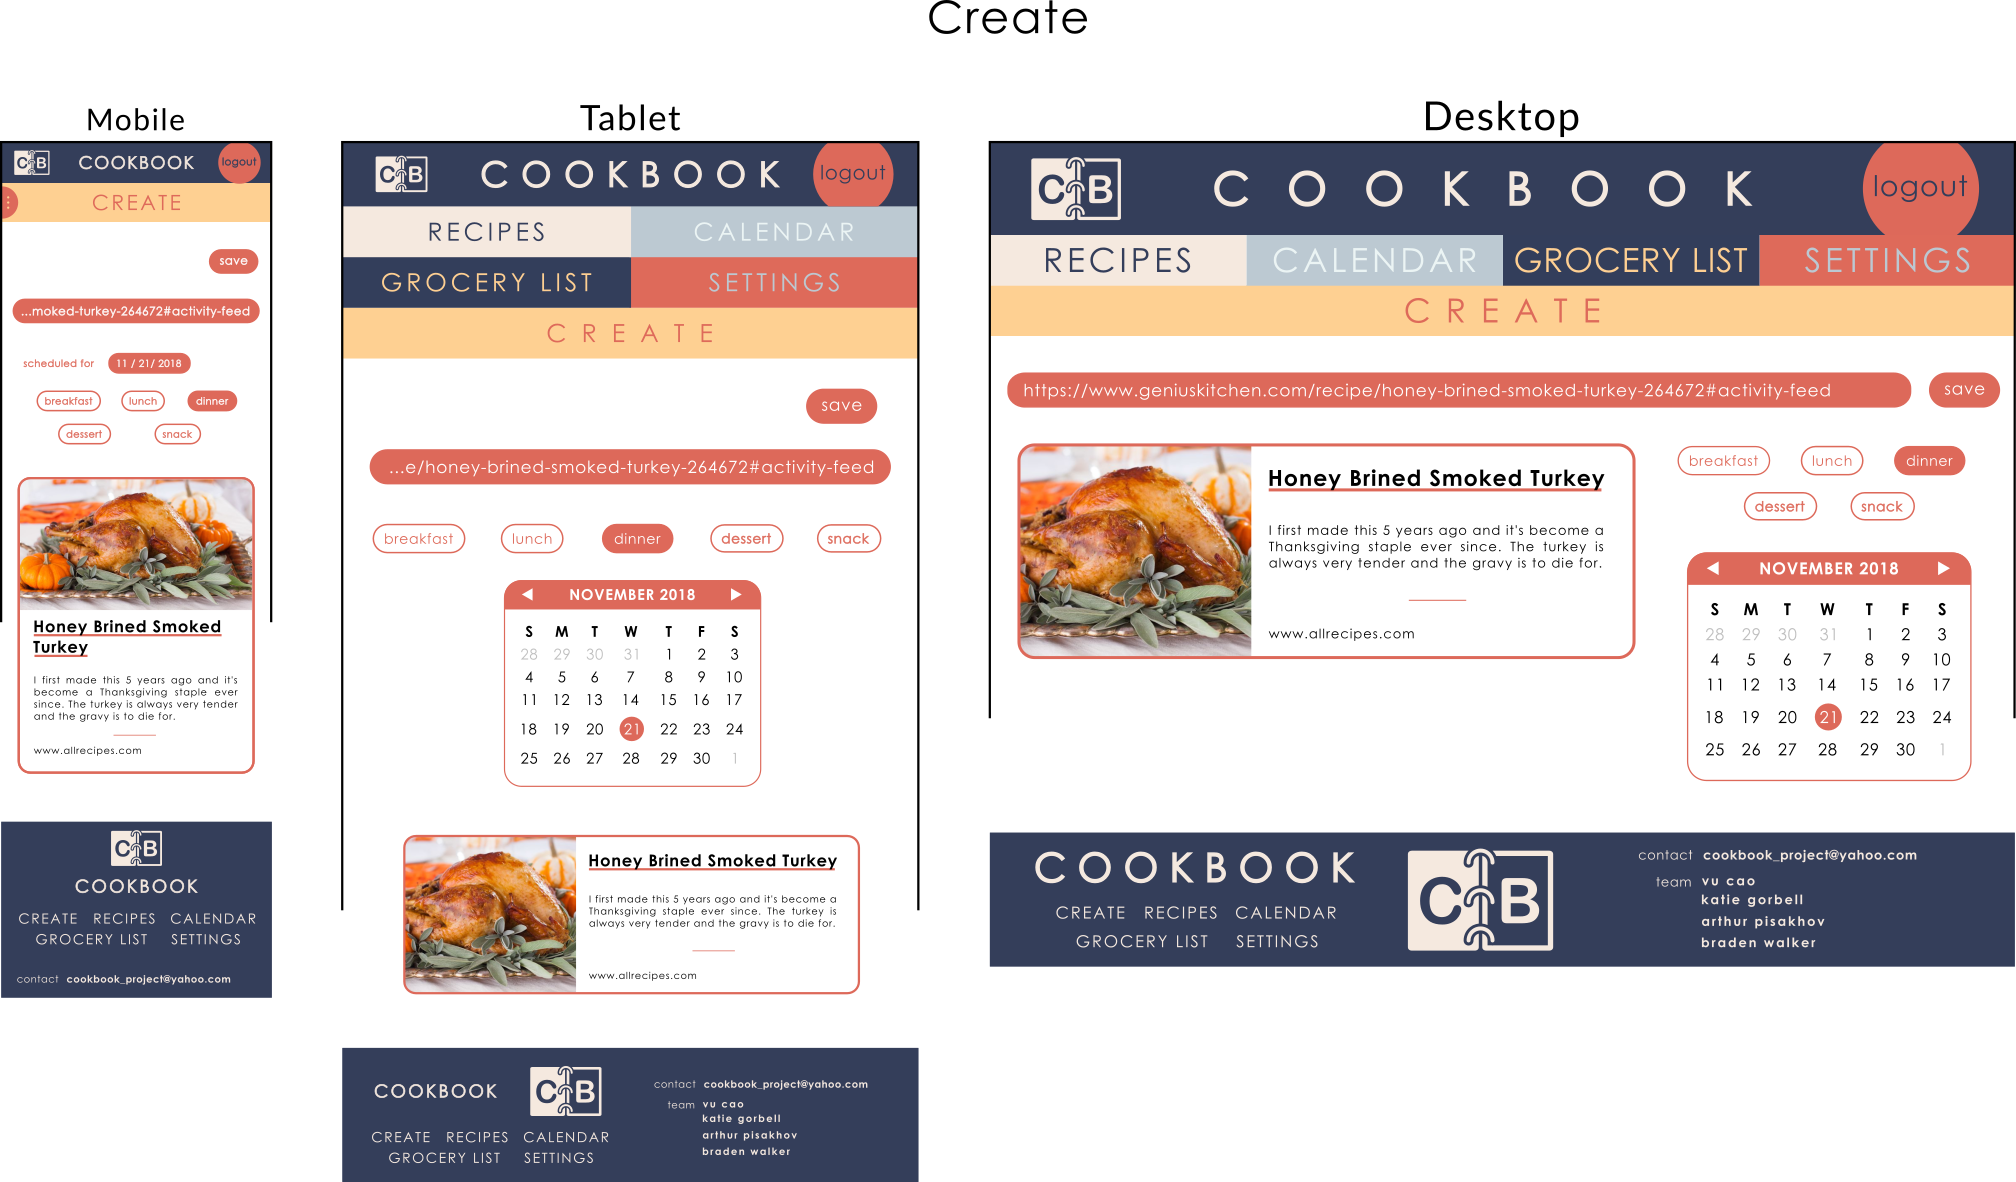 Create
Mobile
C B
COOKBOOK
logout
CREATE
save
...moked-turkey-264672#activity-feed
scheduled for 11 / 21/ 2018
breakfast lunch dinner
dessert snack
Honey Brined Smoked
Turkey
I first made this 5 years ago and it's
become a Thanksgiving staple ever
since. The turkey is always very tender
and the gravy is to die for.
www.allrecipes.com
C B
COOKBOOK
CREATE RECIPES CALENDAR
GROCERY LIST SETTINGS
contact cookbook_project@yahoo.com
Tablet
C B
COOKBOOK
logout
RECIPES CALENDAR
GROCERY LIST SETTINGS
CREATE
save
...e/honey-brined-smoked-turkey-264672#activity-feed
breakfast lunch dinner dessert snack
NOVEMBER 2018
S M T W T F S
28 29 30 31 1 2 3
4 5 6 7 8 9 10
11 12 13 14 15 16 17
18 19 20 21 22 23 24
25 26 27 28 29 30 1
Honey Brined Smoked Turkey
I first made this 5 years ago and it's become a
Thanksgiving staple ever since. The turkey is
always very tender and the gravy is to die for.
www.allrecipes.com
COOKBOOK
C B
CREATE RECIPES CALENDAR
GROCERY LIST SETTINGS
contact cookbook_project@yahoo.com
team vu cao
katie gorbell
arthur pisakhov
braden walker
Desktop
C B
COOKBOOK
logout
RECIPES CALENDAR GROCERY LIST SETTINGS
CREATE
https://www.geniuskitchen.com/recipe/honey-brined-smoked-turkey-264672#activity-feed
save
Honey Brined Smoked Turkey
I first made this 5 years ago and it's become a
Thanksgiving staple ever since. The turkey is
always very tender and the gravy is to die for.
www.allrecipes.com
breakfast lunch dinner
dessert snack
NOVEMBER 2018
S M T W T F S
28 29 30 31 1 2 3
4 5 6 7 8 9 10
11 12 13 14 15 16 17
18 19 20 21 22 23 24
25 26 27 28 29 30 1
COOKBOOK
CREATE RECIPES CALENDAR
GROCERY LIST SETTINGS
C B
contact cookbook_project@yahoo.com
team vu cao
katie gorbell
arthur pisakhov
braden walker